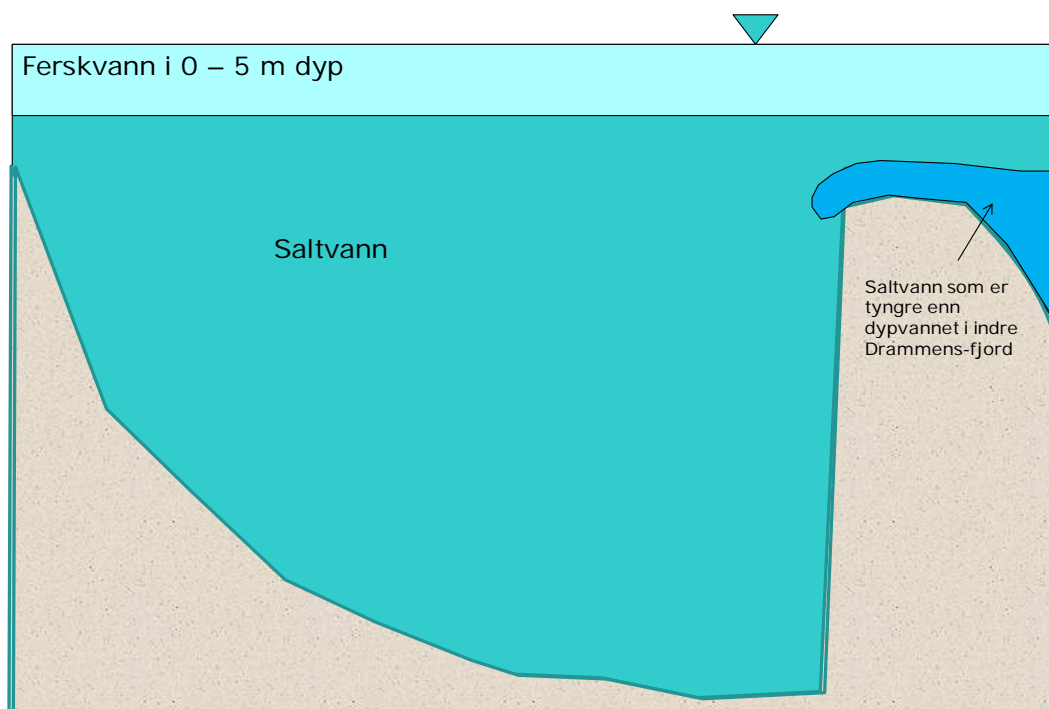 Ferskvann i 0 – 5 m dyp
Saltvann
Saltvann som er
tyngre enn
dypvannet i indre
Drammens-fjord